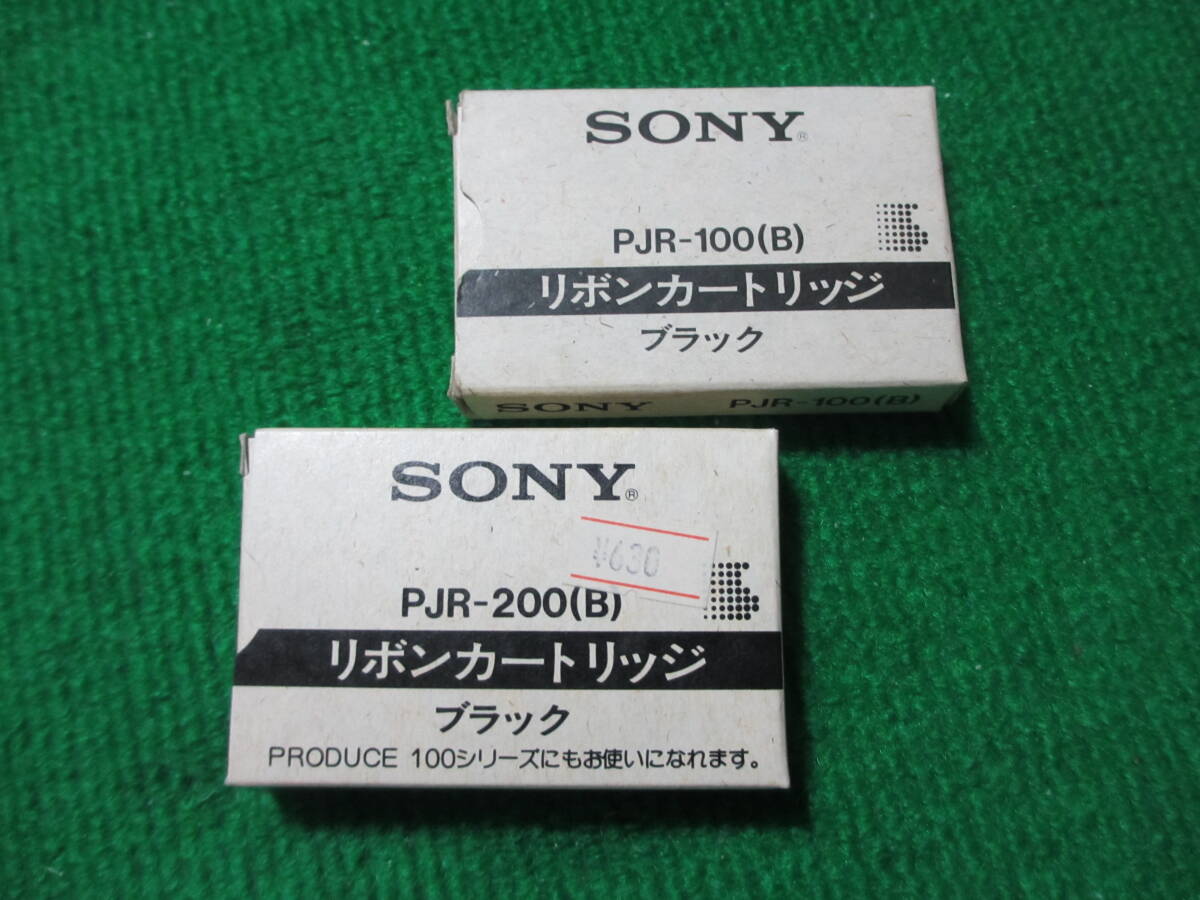 SONY®
PJR-100(B)
リボンカートリッジ
ブラック
SONY PJR-100(B)
SONY®
¥630
PJR-200(B)
リボンカートリッジ
ブラック
PRODUCE 100シリーズにもお使いになれます。